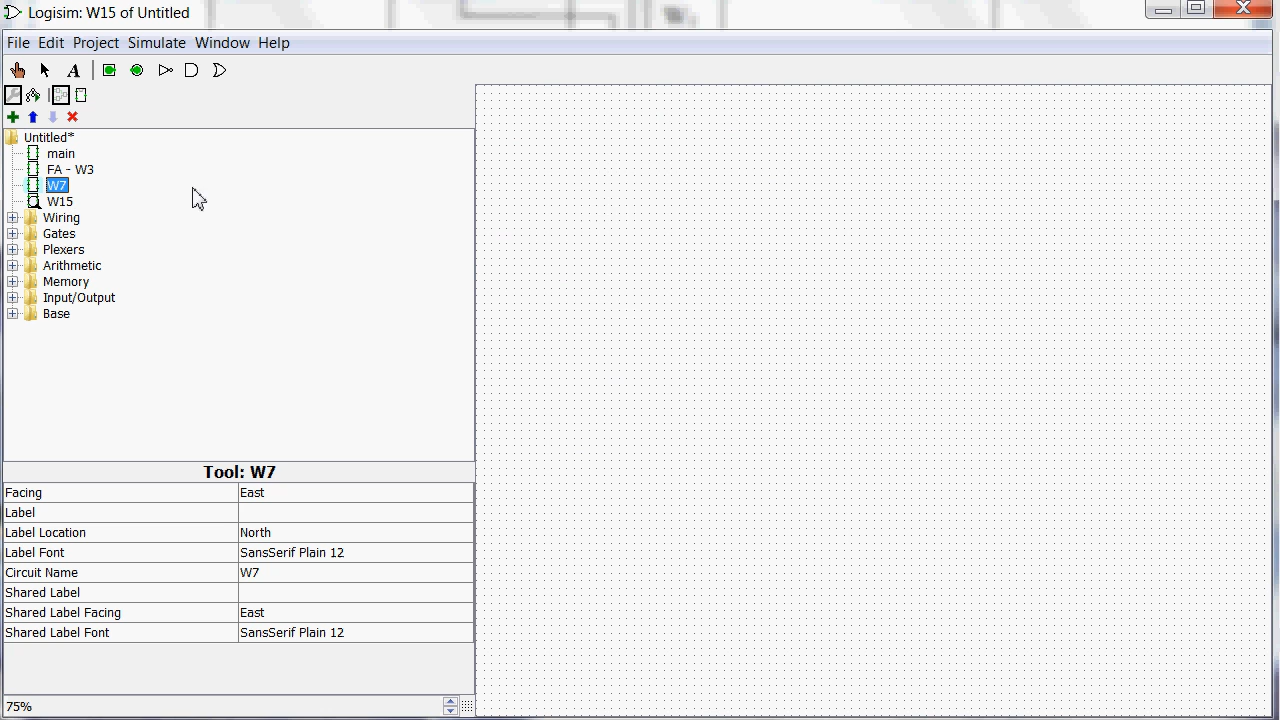 Logisim: W15 of Untitled
File Edit Project Simulate Window Help
A
Untitled*
main
FA - W3
W7
W15
Wiring
Gates
Plexers
Arithmetic
Memory
Input/Output
Base
Tool: W7
Facing East
Label
Label Location North
Label Font SansSerif Plain 12
Circuit Name W7
Shared Label
Shared Label Facing East
Shared Label Font SansSerif Plain 12
75%